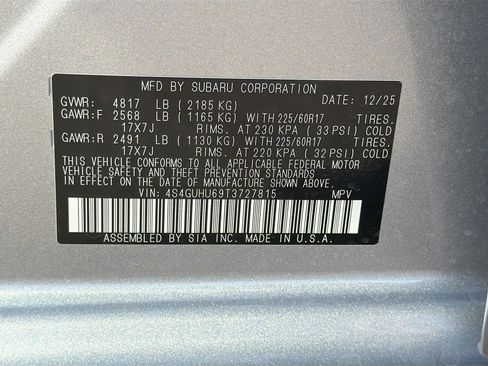 MFD BY SUBARU CORPORATION
GVWR: 4817 LB ( 2185 KG) DATE: 12/25
GAWR:F 2568 LB ( 1165 KG) WITH 225/60R17 TIRES.
17X7J RIMS. AT 230 KPA ( 33 PSI) COLD
GAWR:R 2491 LB ( 1130 KG) WITH 225/60R17 TIRES.
17X7J RIMS. AT 220 KPA ( 32 PSI) COLD
THIS VEHICLE CONFORMS TO ALL APPLICABLE FEDERAL MOTOR
VEHICLE SAFETY AND THEFT PREVENTION STANDARDS IN
EFFECT ON THE DATE OF MANUFACTURE SHOWN ABOVE.
VIN: 4S4GUHU69T3727815 MPV
ASSEMBLED BY SIA INC. MADE IN U.S.A.